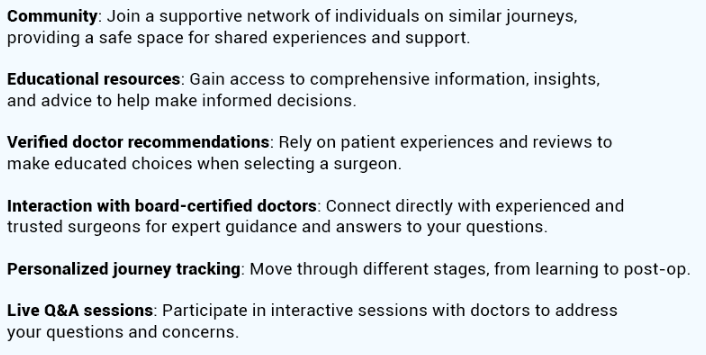 Community: Join a supportive network of individuals on similar journeys,
providing a safe space for shared experiences and support.
Educational resources: Gain access to comprehensive information, insights,
and advice to help make informed decisions.
Verified doctor recommendations: Rely on patient experiences and reviews to
make educated choices when selecting a surgeon.
Interaction with board-certified doctors: Connect directly with experienced and
trusted surgeons for expert guidance and answers to your questions.
Personalized journey tracking: Move through different stages, from learning to post-op.
Live Q&A sessions: Participate in interactive sessions with doctors to address
your questions and concerns.